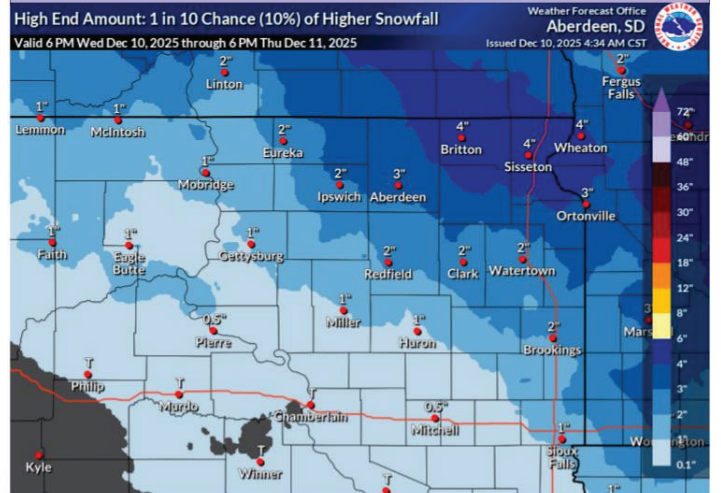 High End Amount: 1 in 10 Chance (10%) of Higher Snowfall
Valid 6 PM Wed Dec 10, 2025 through 6 PM Thu Dec 11, 2025
Weather Forecast Office
Aberdeen, SD
Issued Dec 10, 2025 4:34 AM CST
2"
Linton
2"
Fergus
Falls
1"
Lemmon
1"
McIntosh
2"
Eureka
4"
Britton
4"
Sisseton
4"
Wheaton
1"
Mobridge
2"
Ipswich
3"
Aberdeen
3"
Ortonville
1"
Faith
1"
Eagle
Butte
1"
Gettysburg
2"
Redfield
2"
Clark
2"
Watertown
0.5"
Pierre
1"
Miller
1"
Huron
2"
Brookings
3"
T
Philip
T
Murdo
T
Chamberlain
0.5"
Mitchell
1"
Sioux
Falls
Kyle
T
Winner
T
1"
72"
60"
48"
36"
30"
24"
18"
12"
8"
6"
4"
3"
2"
1"
0.1"